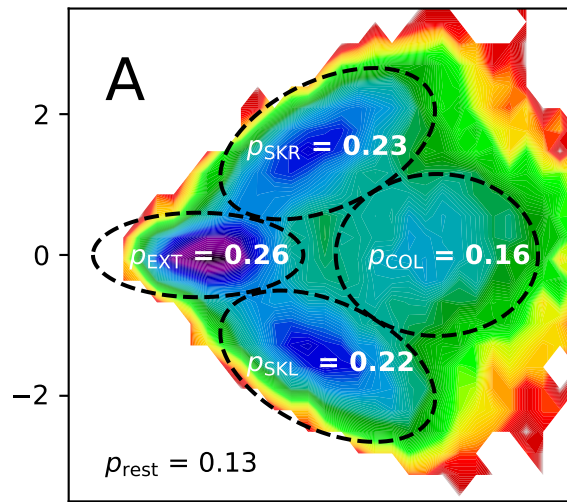 A
2
p_SKR = 0.23
0
p_EXT = 0.26
p_COL = 0.16
p_SKL = 0.22
−2
p_rest = 0.13